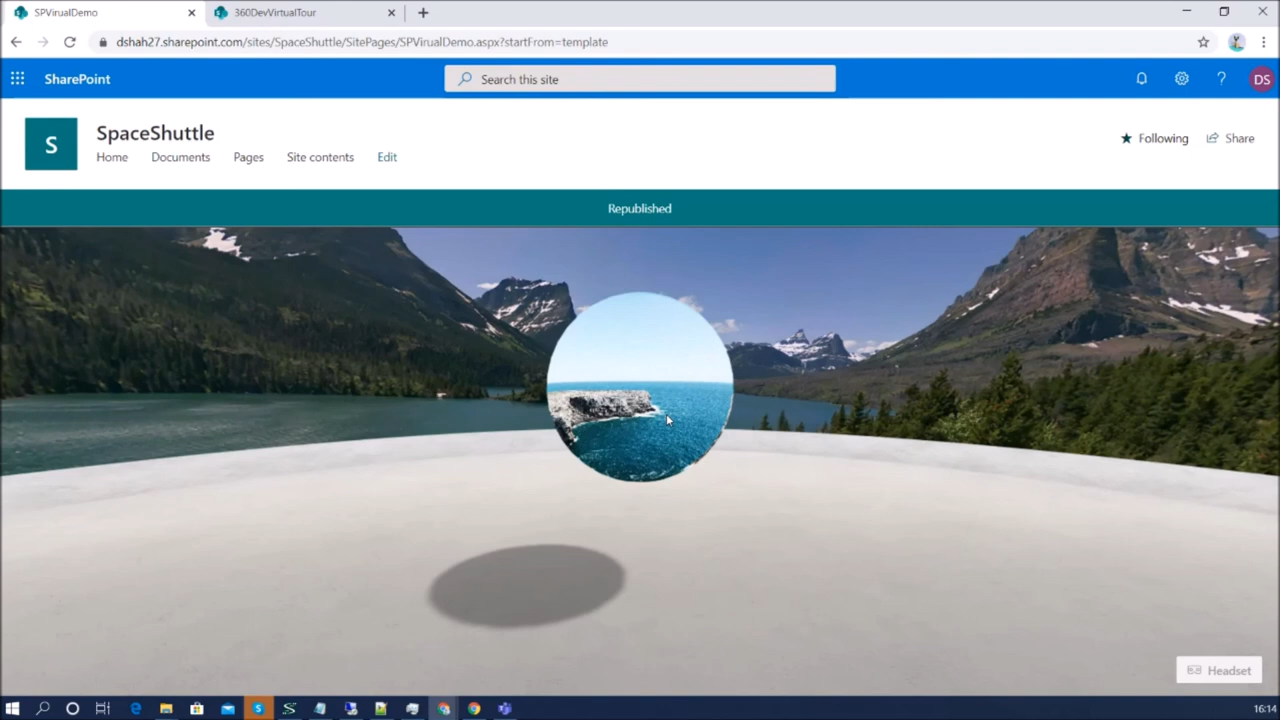 SPVirualDemo
360DevVirtualTour
dshah27.sharepoint.com/sites/SpaceShuttle/SitePages/SPVirualDemo.aspx?startFrom=template
SharePoint
Search this site
DS
S
SpaceShuttle
Home Documents Pages Site contents Edit
Following Share
Republished
Headset
16:14